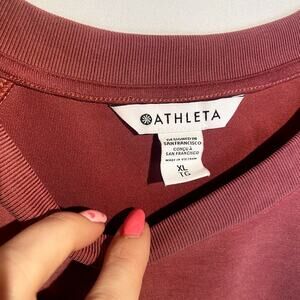 ATHLETA
DESIGNED IN
SAN FRANCISCO
CONÇU À
SAN FRANCISCO
MADE IN VIETNAM
XL
TG